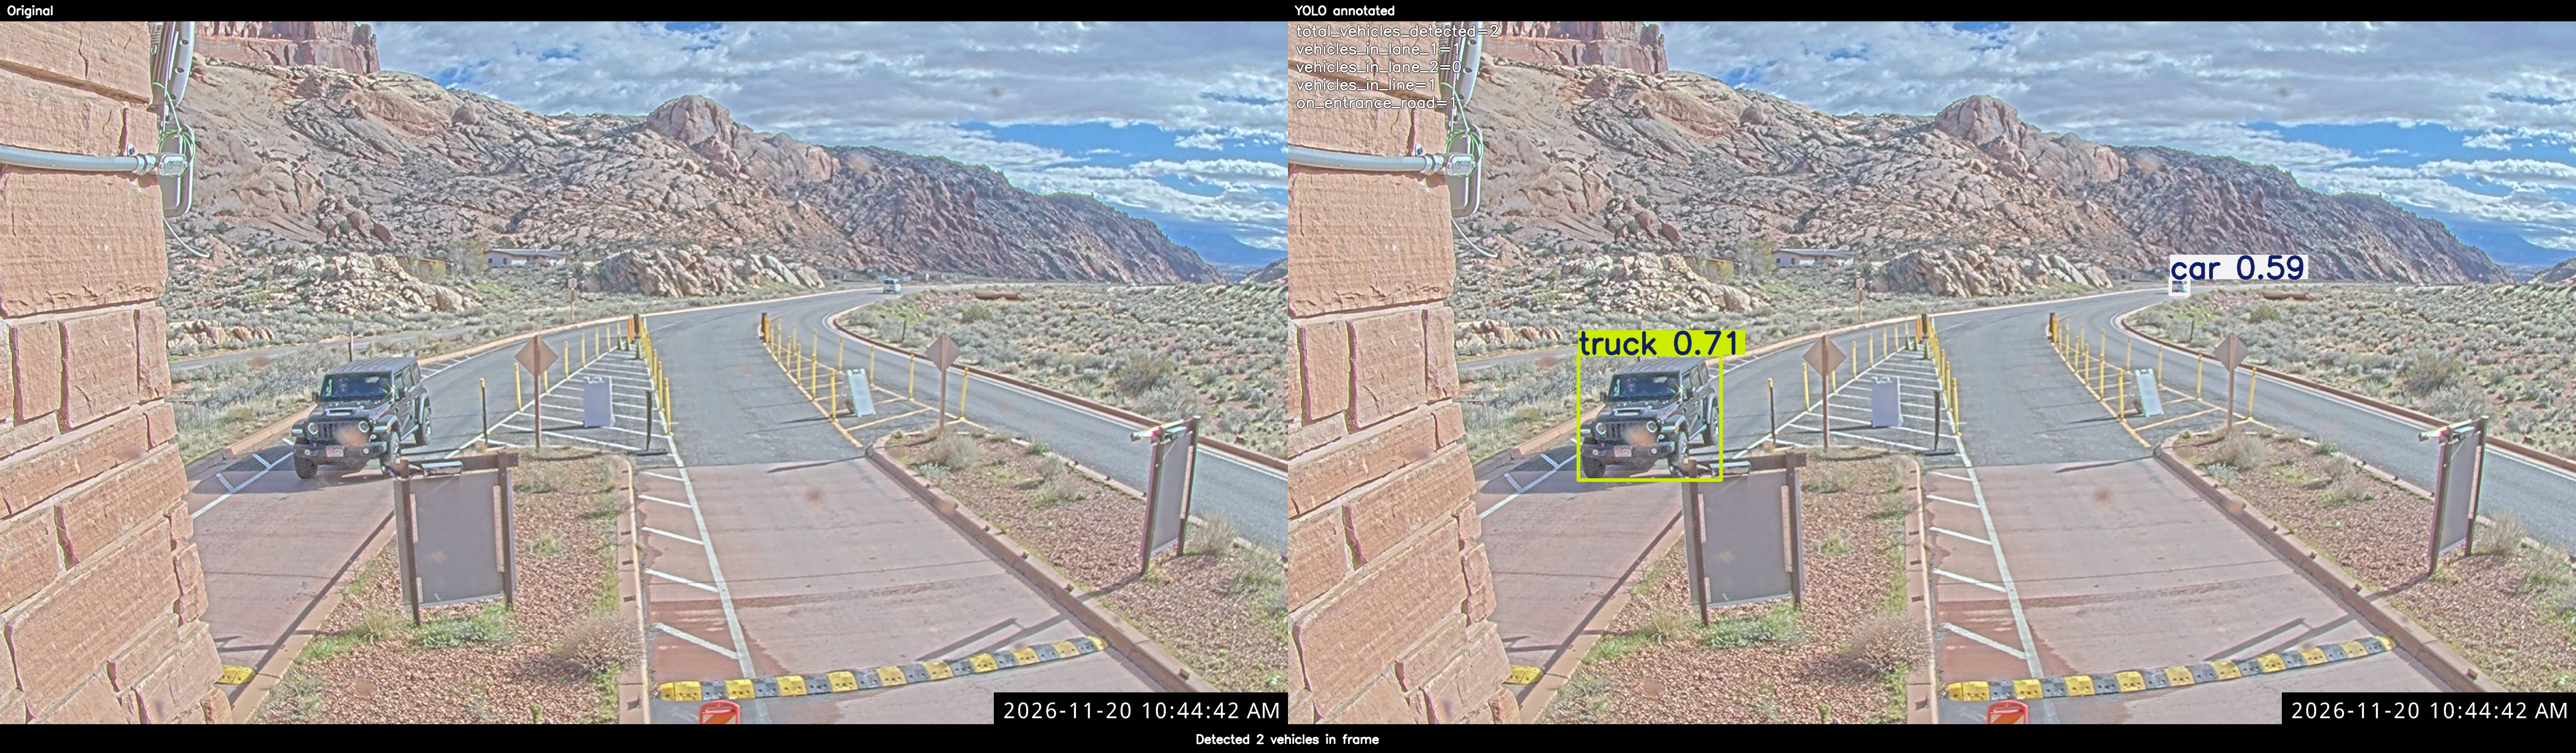 Original
YOLO annotated
total_vehicles_detected=2
vehicles_in_lane_1=1
vehicles_in_lane_2=0
vehicles_in_line=1
on_entrance_road=1
car 0.59
truck 0.71
2026-11-20 10:44:42 AM
2026-11-20 10:44:42 AM
Detected 2 vehicles in frame